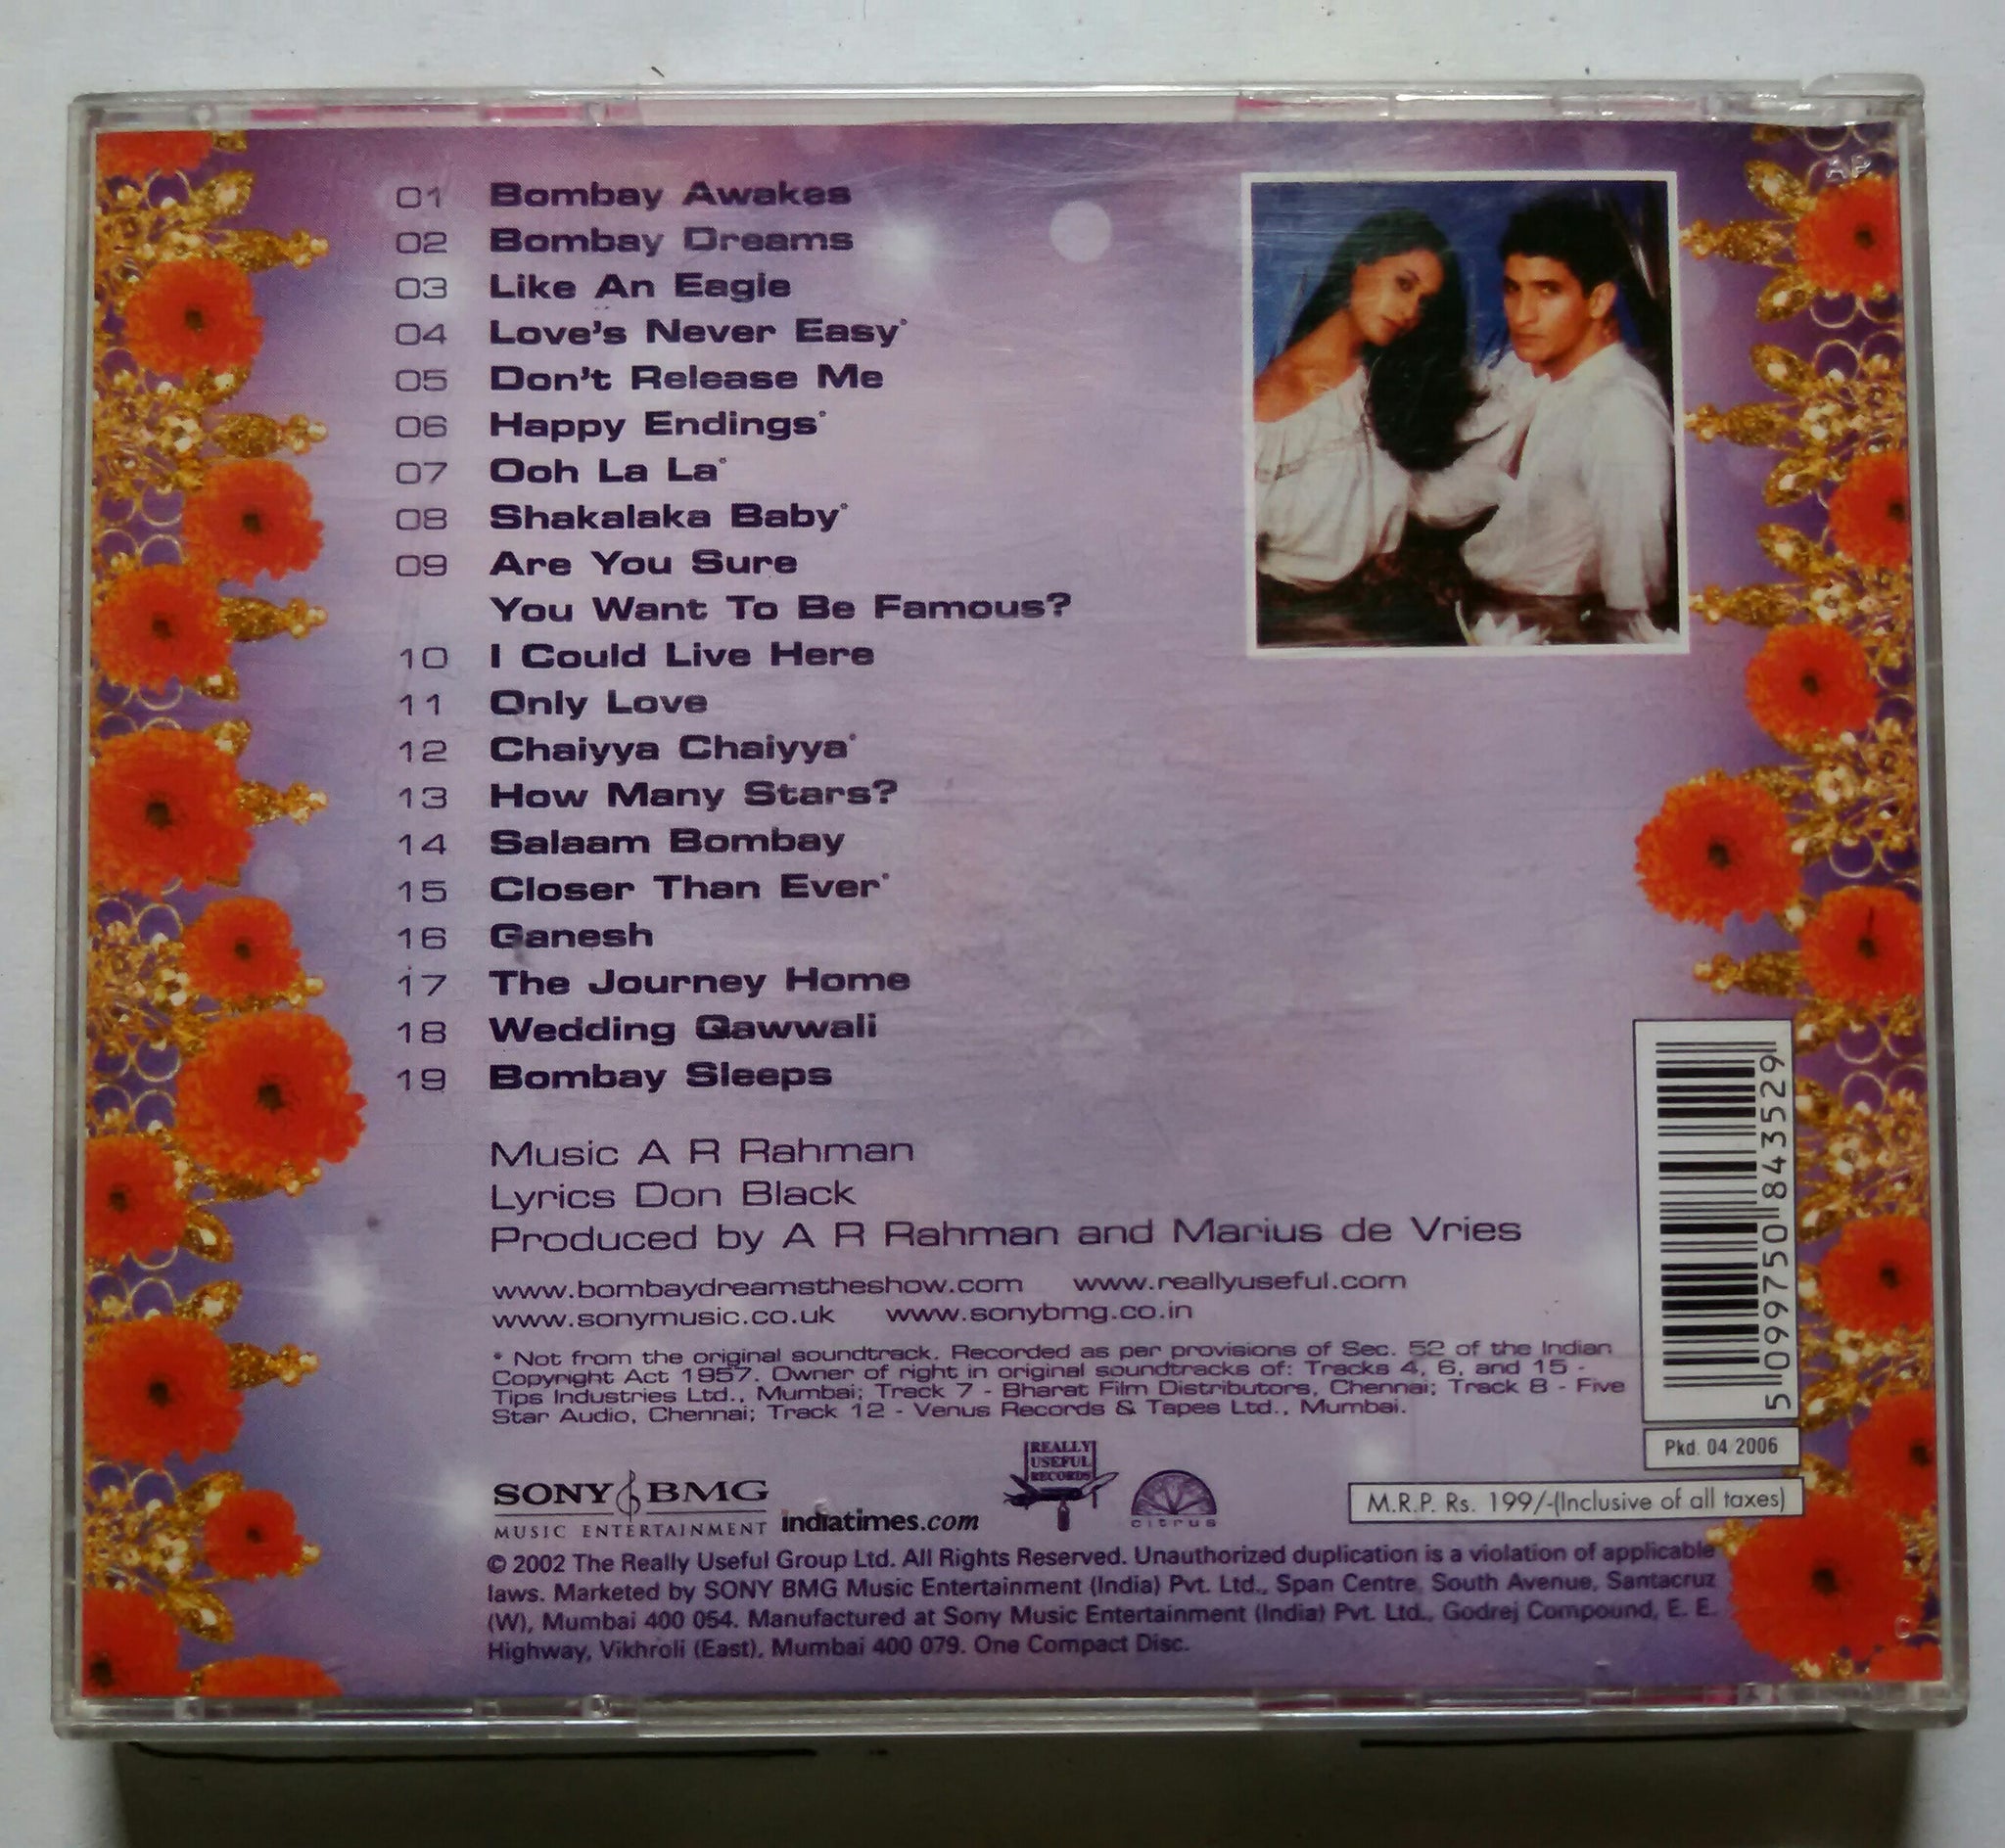 01 Bombay Awakes
02 Bombay Dreams
03 Like An Eagle
04 Love's Never Easy*
05 Don't Release Me
06 Happy Endings*
07 Ooh La La*
08 Shakalaka Baby*
09 Are You Sure
You Want To Be Famous?
10 I Could Live Here
11 Only Love
12 Chaiyya Chaiyya*
13 How Many Stars?
14 Salaam Bombay
15 Closer Than Ever*
16 Ganesh
17 The Journey Home
18 Wedding Qawwali
19 Bombay Sleeps
Music A R Rahman
Lyrics Don Black
Produced by A R Rahman and Marius de Vries
www.bombaydreamstheshow.com www.reallyuseful.com
www.sonymusic.co.uk www.sonybmg.co.in
* Not from the original soundtrack. Recorded as per provisions of Sec. 52 of the Indian
Copyright Act 1957. Owner of right in original soundtracks of: Tracks 4, 6, and 15 -
Tips Industries Ltd., Mumbai; Track 7 - Bharat Film Distributors, Chennai; Track 8 - Five
Star Audio, Chennai; Track 12 - Venus Records & Tapes Ltd., Mumbai.
5 099750 843529
Pkd. 04 2006
M.R.P. Rs. 199/-(Inclusive of all taxes)
SONY BMG
MUSIC ENTERTAINMENT
indiatimes.com
REALLY
USEFUL
RECORDS
citrus
© 2002 The Really Useful Group Ltd. All Rights Reserved. Unauthorized duplication is a violation of applicable
laws. Marketed by SONY BMG Music Entertainment (India) Pvt. Ltd., Span Centre, South Avenue, Santacruz
(W), Mumbai 400 054. Manufactured at Sony Music Entertainment (India) Pvt. Ltd., Godrej Compound, E. E.
Highway, Vikhroli (East), Mumbai 400 079. One Compact Disc.
AP
C